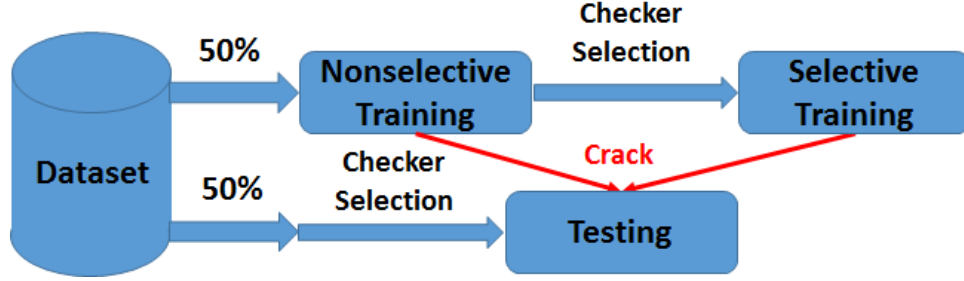 50%
Nonselective
Training
Checker
Selection
Selective
Training
Dataset
50%
Checker
Selection
Crack
Testing